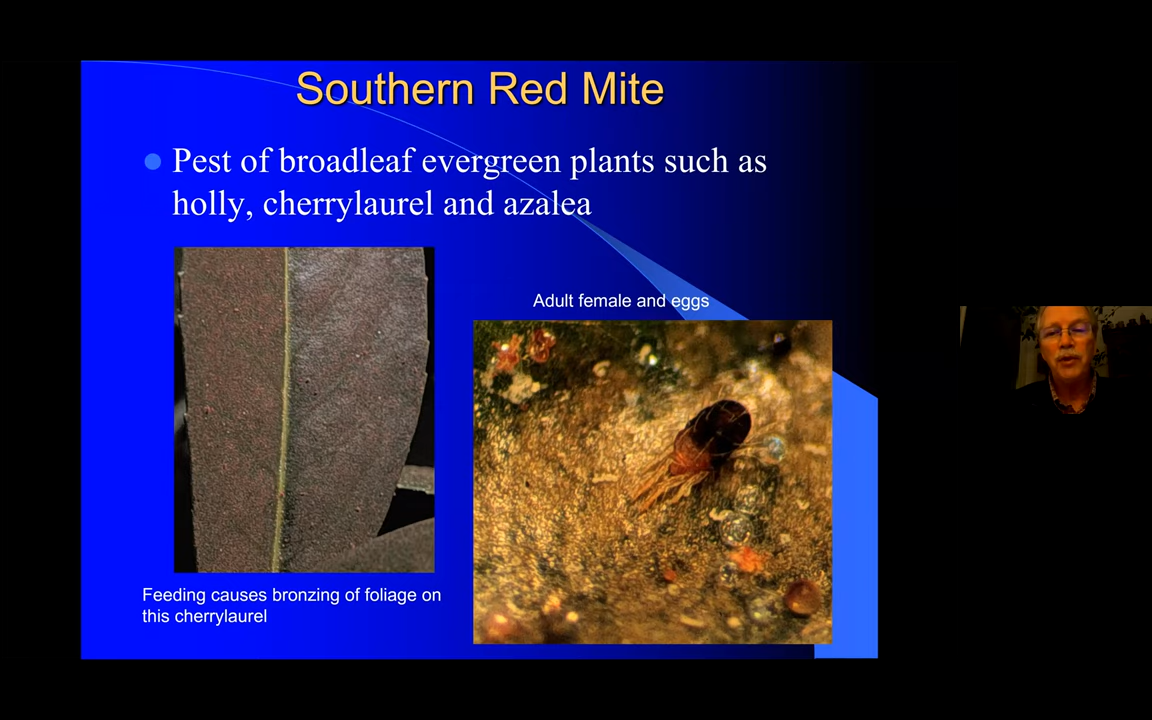 Southern Red Mite
Pest of broadleaf evergreen plants such as
holly, cherrylaurel and azalea
Adult female and eggs
Feeding causes bronzing of foliage on
this cherrylaurel